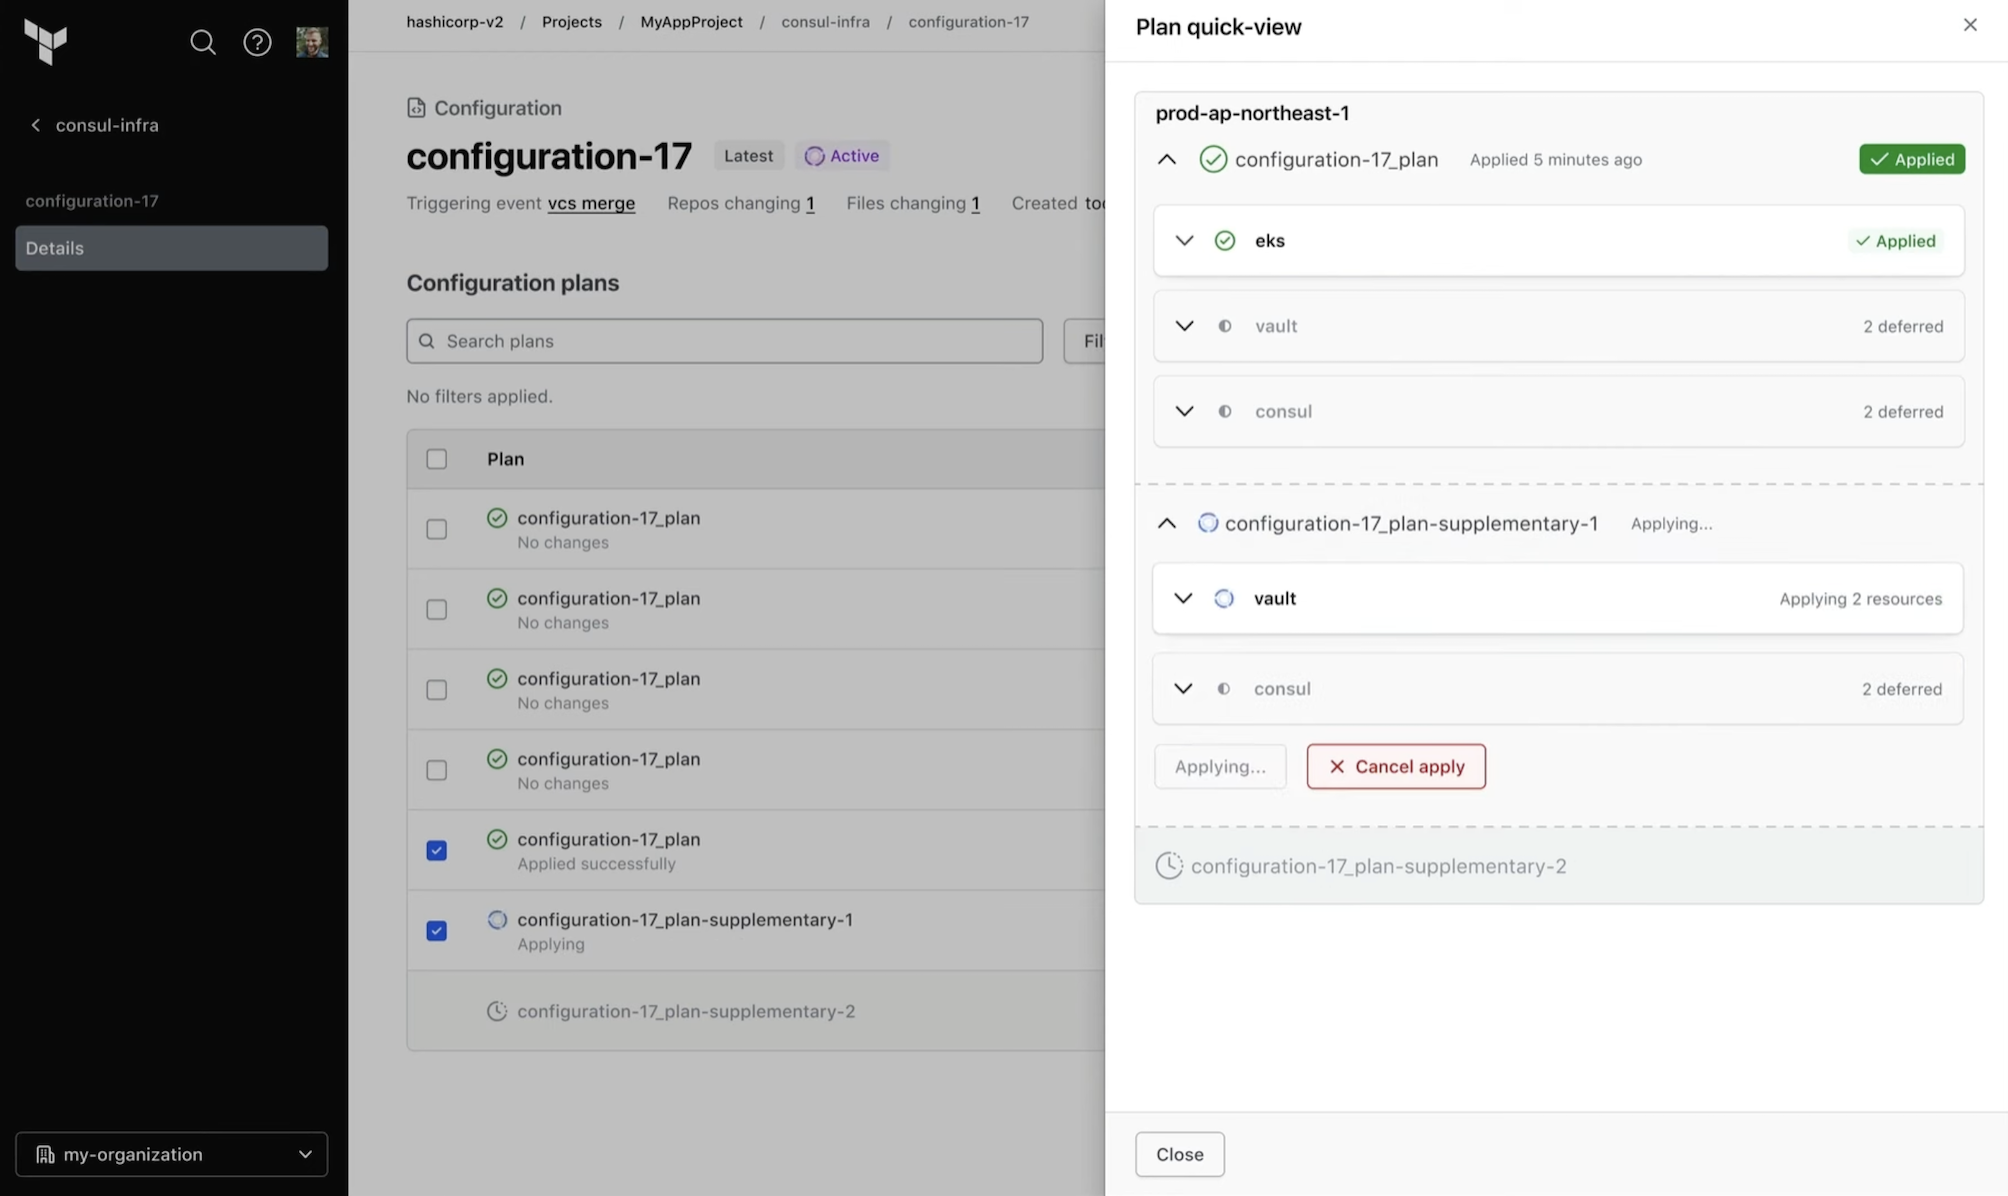 consul-infra
configuration-17
Details
my-organization
hashicorp-v2 / Projects / MyAppProject / consul-infra / configuration-17
Configuration
configuration-17 Latest Active
Triggering event vcs merge Repos changing 1 Files changing 1 Created
Configuration plans
Search plans
No filters applied.
Plan
configuration-17_plan
No changes
configuration-17_plan
No changes
configuration-17_plan
No changes
configuration-17_plan
No changes
configuration-17_plan
Applied successfully
configuration-17_plan-supplementary-1
Applying
configuration-17_plan-supplementary-2
Plan quick-view
prod-ap-northeast-1
configuration-17_plan Applied 5 minutes ago Applied
eks Applied
vault 2 deferred
consul 2 deferred
configuration-17_plan-supplementary-1 Applying...
vault Applying 2 resources
consul 2 deferred
Applying... Cancel apply
configuration-17_plan-supplementary-2
Close